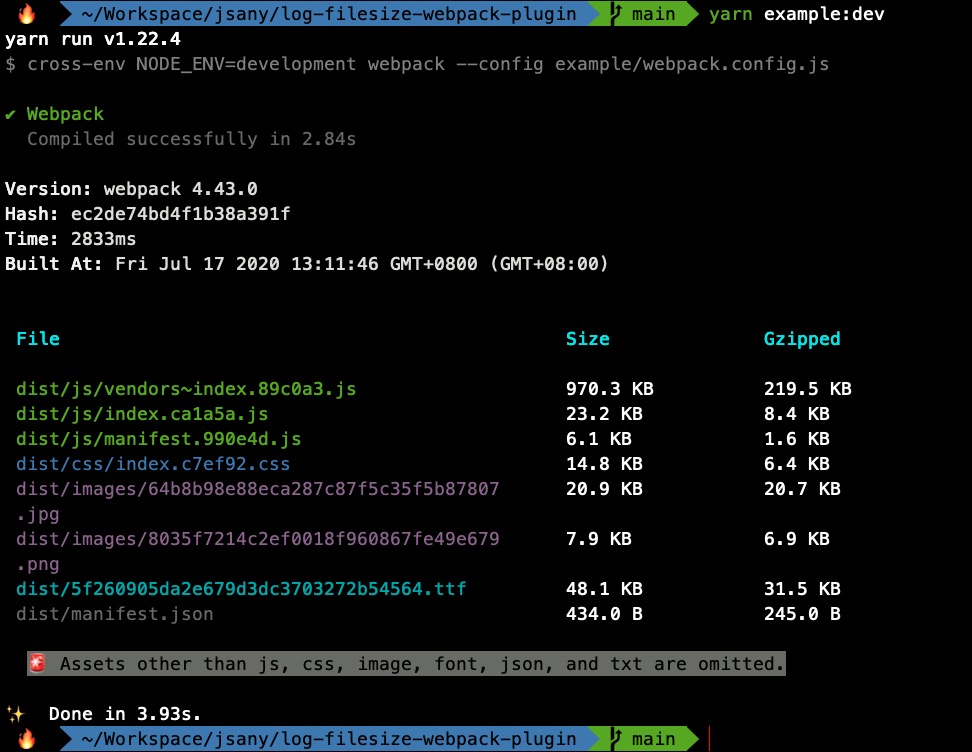 ~/Workspace/jsany/log-filesize-webpack-plugin main yarn example:dev
yarn run v1.22.4
$ cross-env NODE_ENV=development webpack --config example/webpack.config.js
✔ Webpack
Compiled successfully in 2.84s
Version: webpack 4.43.0
Hash: ec2de74bd4f1b38a391f
Time: 2833ms
Built At: Fri Jul 17 2020 13:11:46 GMT+0800 (GMT+08:00)
File Size Gzipped
dist/js/vendors~index.89c0a3.js 970.3 KB 219.5 KB
dist/js/index.ca1a5a.js 23.2 KB 8.4 KB
dist/js/manifest.990e4d.js 6.1 KB 1.6 KB
dist/css/index.c7ef92.css 14.8 KB 6.4 KB
dist/images/64b8b98e88eca287c87f5c35f5b87807 20.9 KB 20.7 KB
.jpg
dist/images/8035f7214c2ef0018f960867fe49e679 7.9 KB 6.9 KB
.png
dist/5f260905da2e679d3dc3703272b54564.ttf 48.1 KB 31.5 KB
dist/manifest.json 434.0 B 245.0 B
🚨 Assets other than js, css, image, font, json, and txt are omitted.
✨ Done in 3.93s.
~/Workspace/jsany/log-filesize-webpack-plugin main